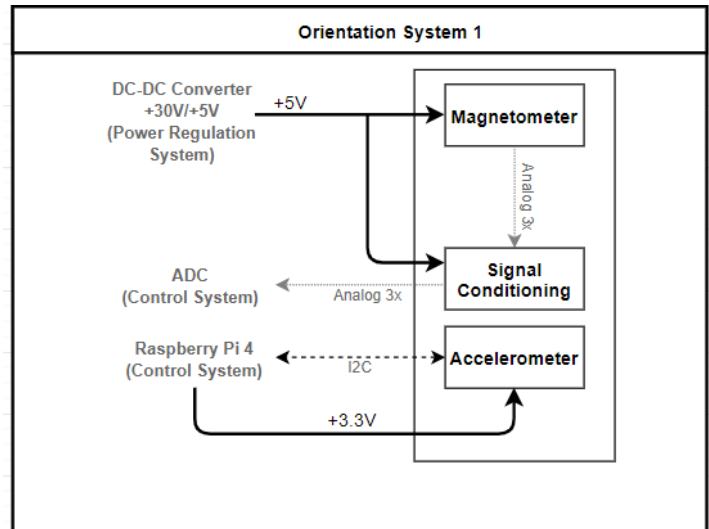 Orientation System 1
DC-DC Converter
+30V/+5V
(Power Regulation
System)
+5V
Magnetometer
Analog 3x
Signal
Conditioning
ADC
(Control System)
Analog 3x
Raspberry Pi 4
(Control System)
I2C
Accelerometer
+3.3V